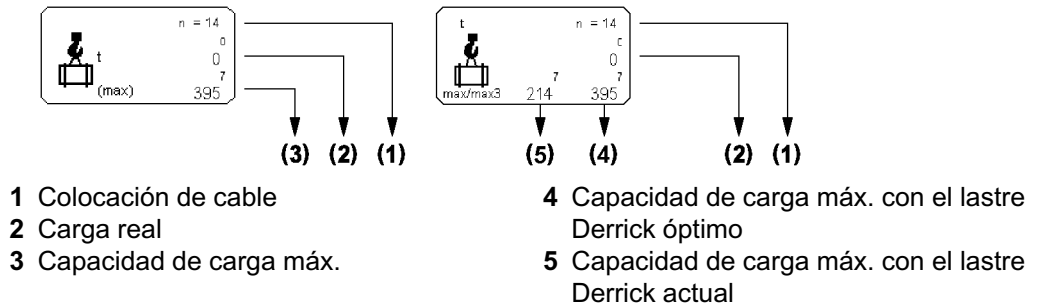 n = 14
0
t 0
7
(max) 395
(3) (2) (1)
t n = 14
0
0
7 7
max/max3 214 395
(5) (4) (2) (1)
1 Colocación de cable
2 Carga real
3 Capacidad de carga máx.
4 Capacidad de carga máx. con el lastre
Derrick óptimo
5 Capacidad de carga máx. con el lastre
Derrick actual